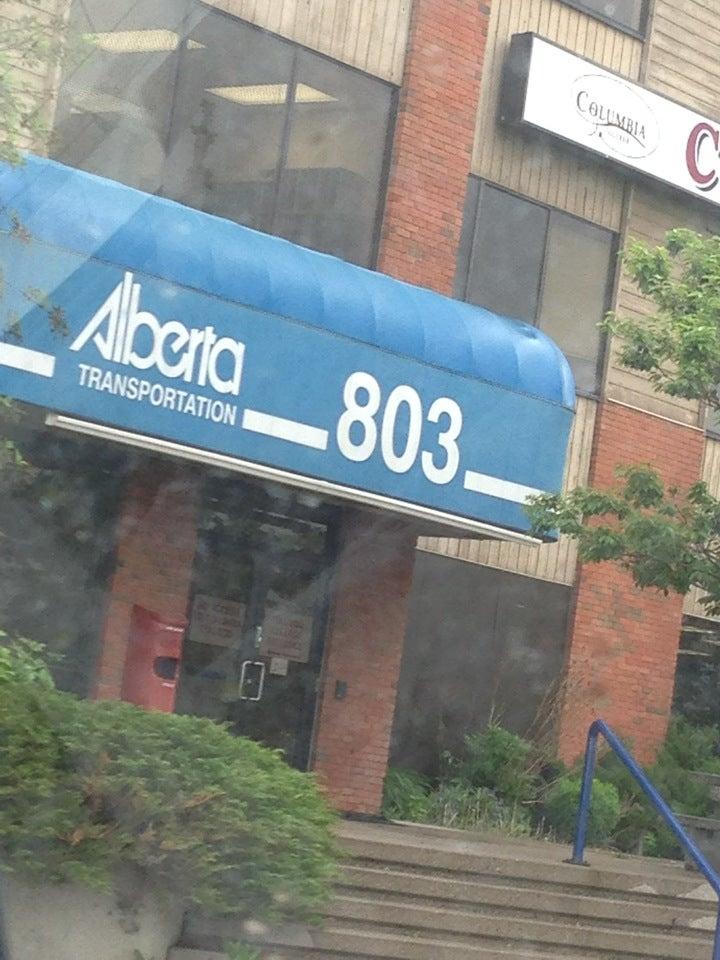 COLUMBIA
C
Alberta
TRANSPORTATION
803